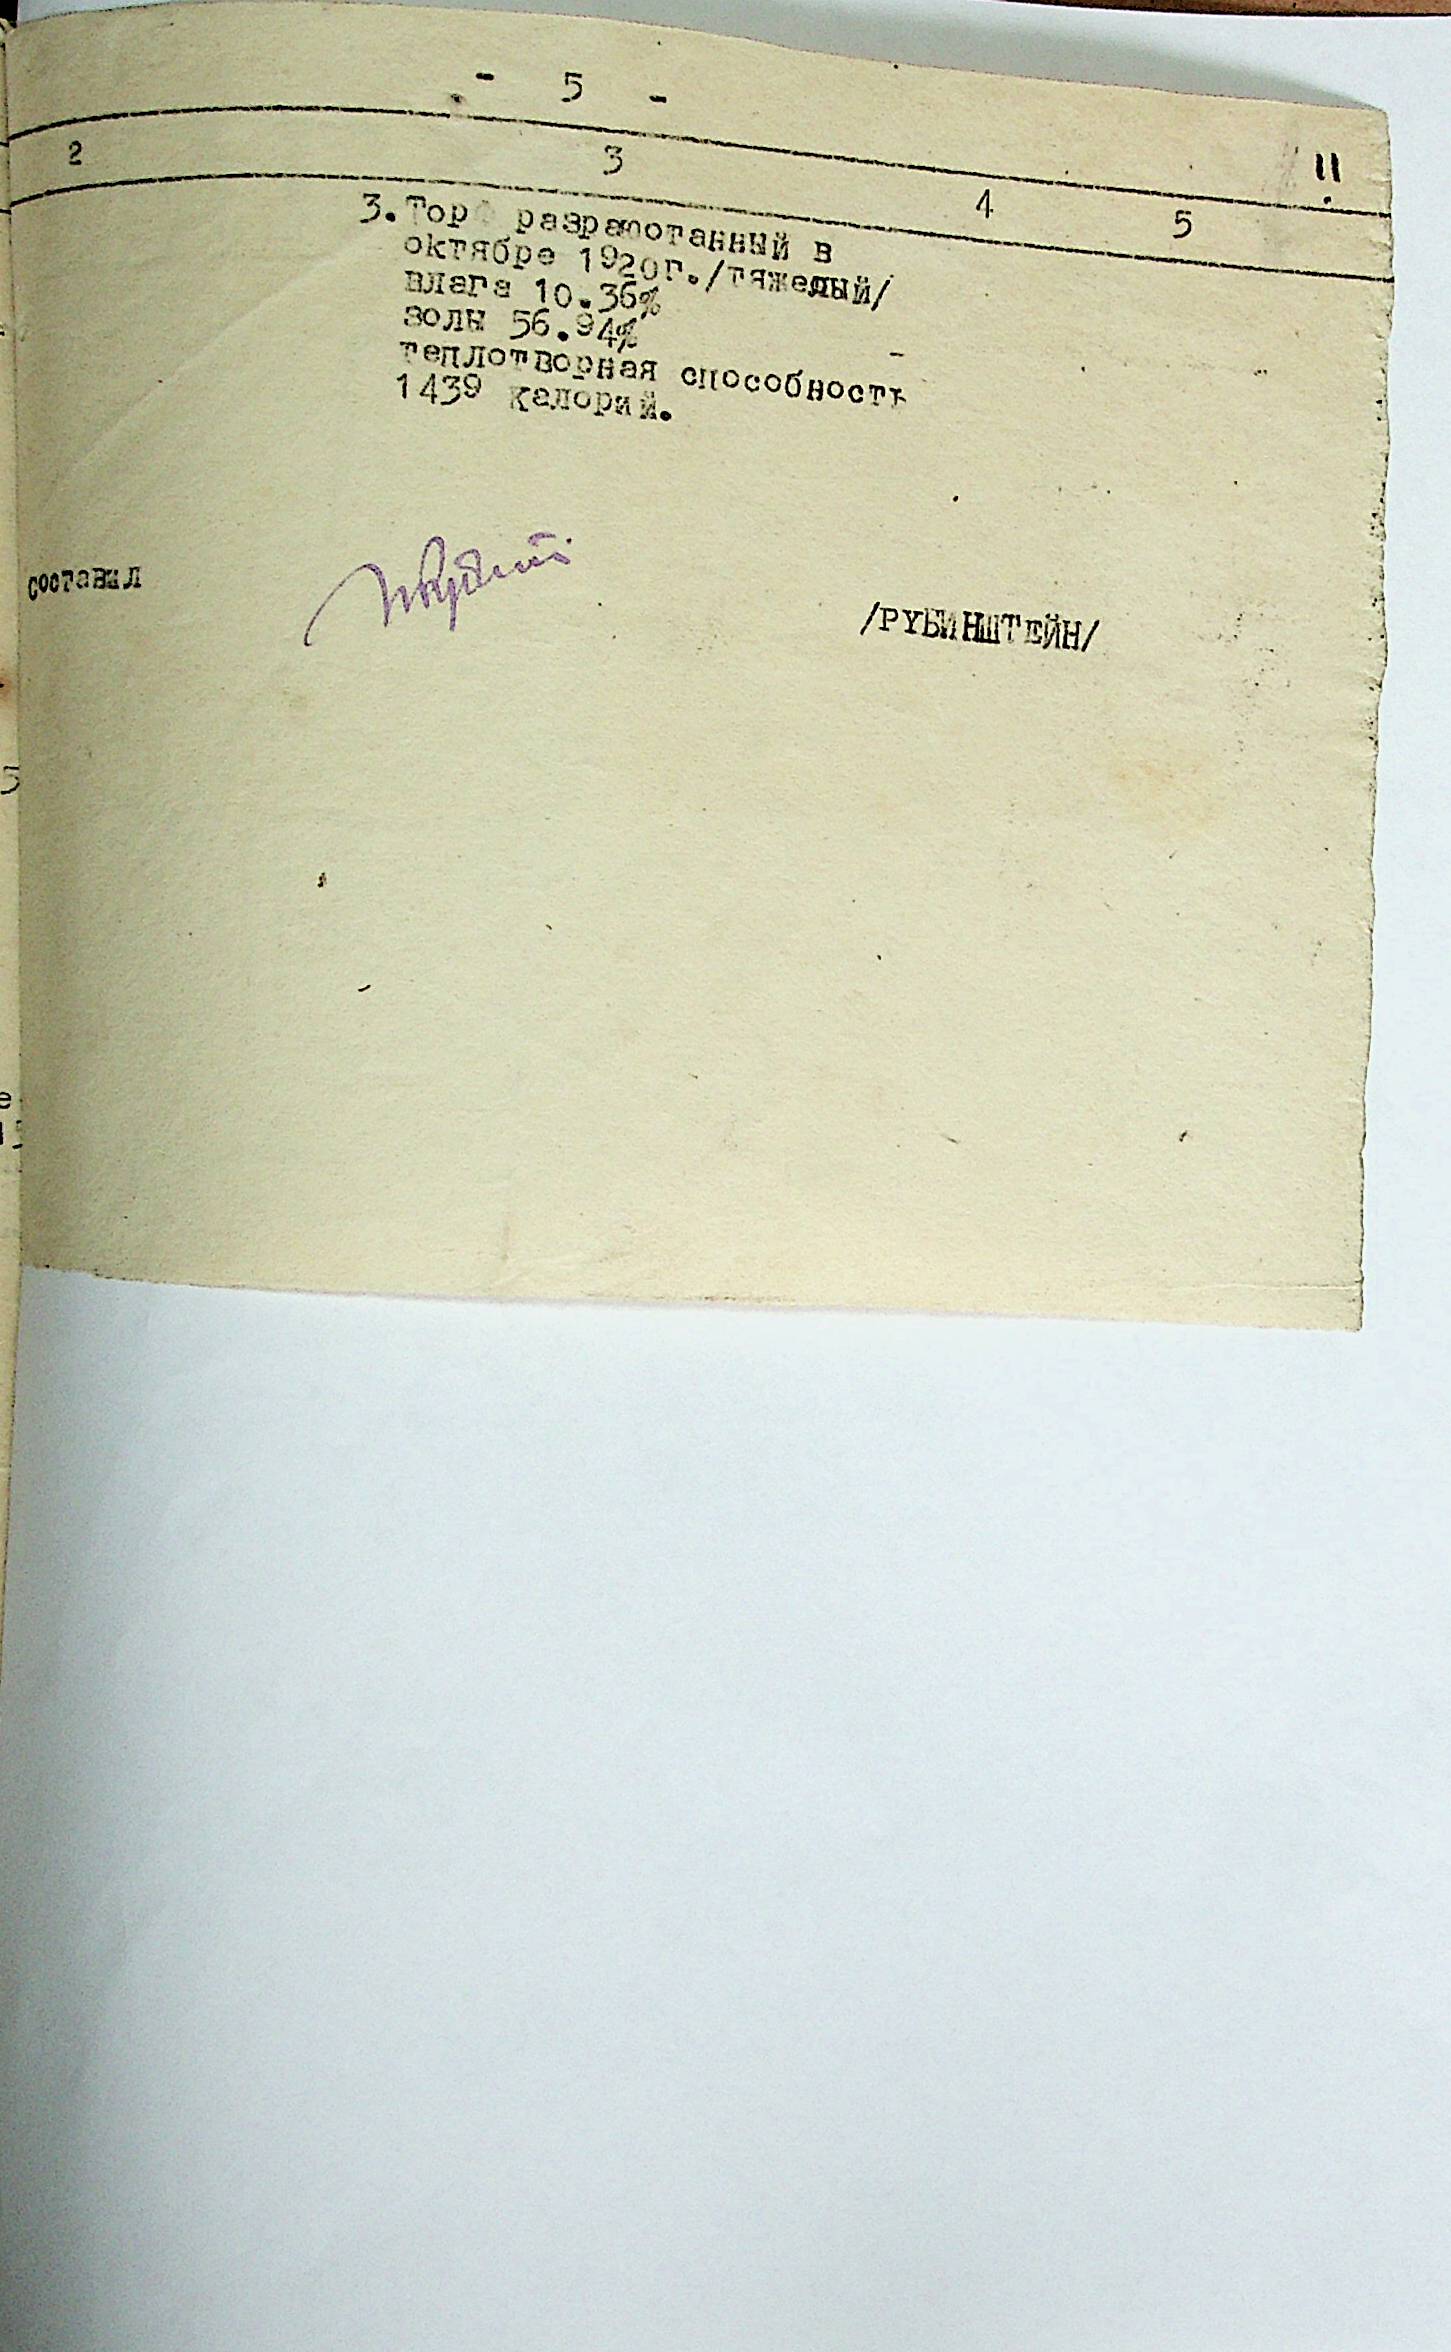 - 5 -
11
2 3 4 5
3. Торф разработанный в
октябре 1920г./тяжелый/
влага 10.36%
золы 56.94%
теплотворная способность
1439 калорий.
составил
/РУБИНШТЕЙН/